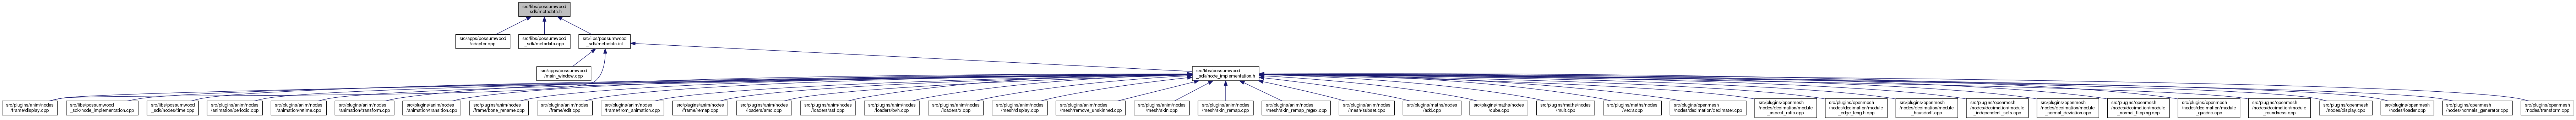 src/libs/possumwood
_sdk/metadata.h
src/apps/possumwood
/adaptor.cpp
src/libs/possumwood
_sdk/metadata.cpp
src/libs/possumwood
_sdk/metadata.inl
src/apps/possumwood
/main_window.cpp
src/libs/possumwood
_sdk/node_implementation.h
src/plugins/anim/nodes
/frame/display.cpp
src/libs/possumwood
_sdk/node_implementation.cpp
src/libs/possumwood
_sdk/nodes/time.cpp
src/plugins/anim/nodes
/animation/periodic.cpp
src/plugins/anim/nodes
/animation/retime.cpp
src/plugins/anim/nodes
/animation/transform.cpp
src/plugins/anim/nodes
/animation/transition.cpp
src/plugins/anim/nodes
/frame/bone_rename.cpp
src/plugins/anim/nodes
/frame/edit.cpp
src/plugins/anim/nodes
/frame/from_animation.cpp
src/plugins/anim/nodes
/frame/remap.cpp
src/plugins/anim/nodes
/loaders/amc.cpp
src/plugins/anim/nodes
/loaders/asf.cpp
src/plugins/anim/nodes
/loaders/bvh.cpp
src/plugins/anim/nodes
src/plugins/anim/nodes
/mesh/display.cpp
src/plugins/anim/nodes
/mesh/remove_unskinned.cpp
src/plugins/anim/nodes
/mesh/skin.cpp
src/plugins/anim/nodes
/mesh/skin_remap.cpp
src/plugins/anim/nodes
/mesh/skin_remap_regex.cpp
src/plugins/anim/nodes
/mesh/subset.cpp
src/plugins/maths/nodes
/add.cpp
src/plugins/maths/nodes
/cube.cpp
src/plugins/maths/nodes
/mult.cpp
src/plugins/maths/nodes
/vec3.cpp
src/plugins/openmesh
/nodes/decimation/decimater.cpp
src/plugins/openmesh
/nodes/decimation/module
_aspect_ratio.cpp
src/plugins/openmesh
/nodes/decimation/module
_edge_length.cpp
src/plugins/openmesh
/nodes/decimation/module
_hausdorff.cpp
src/plugins/openmesh
/nodes/decimation/module
_independent_sets.cpp
src/plugins/openmesh
/nodes/decimation/module
_normal_deviation.cpp
src/plugins/openmesh
/nodes/decimation/module
_normal_flipping.cpp
src/plugins/openmesh
/nodes/decimation/module
_quadric.cpp
src/plugins/openmesh
/nodes/decimation/module
_roundness.cpp
src/plugins/openmesh
/nodes/display.cpp
src/plugins/openmesh
/nodes/loader.cpp
src/plugins/openmesh
/nodes/normals_generator.cpp
src/plugins/openmesh
/nodes/transform.cpp